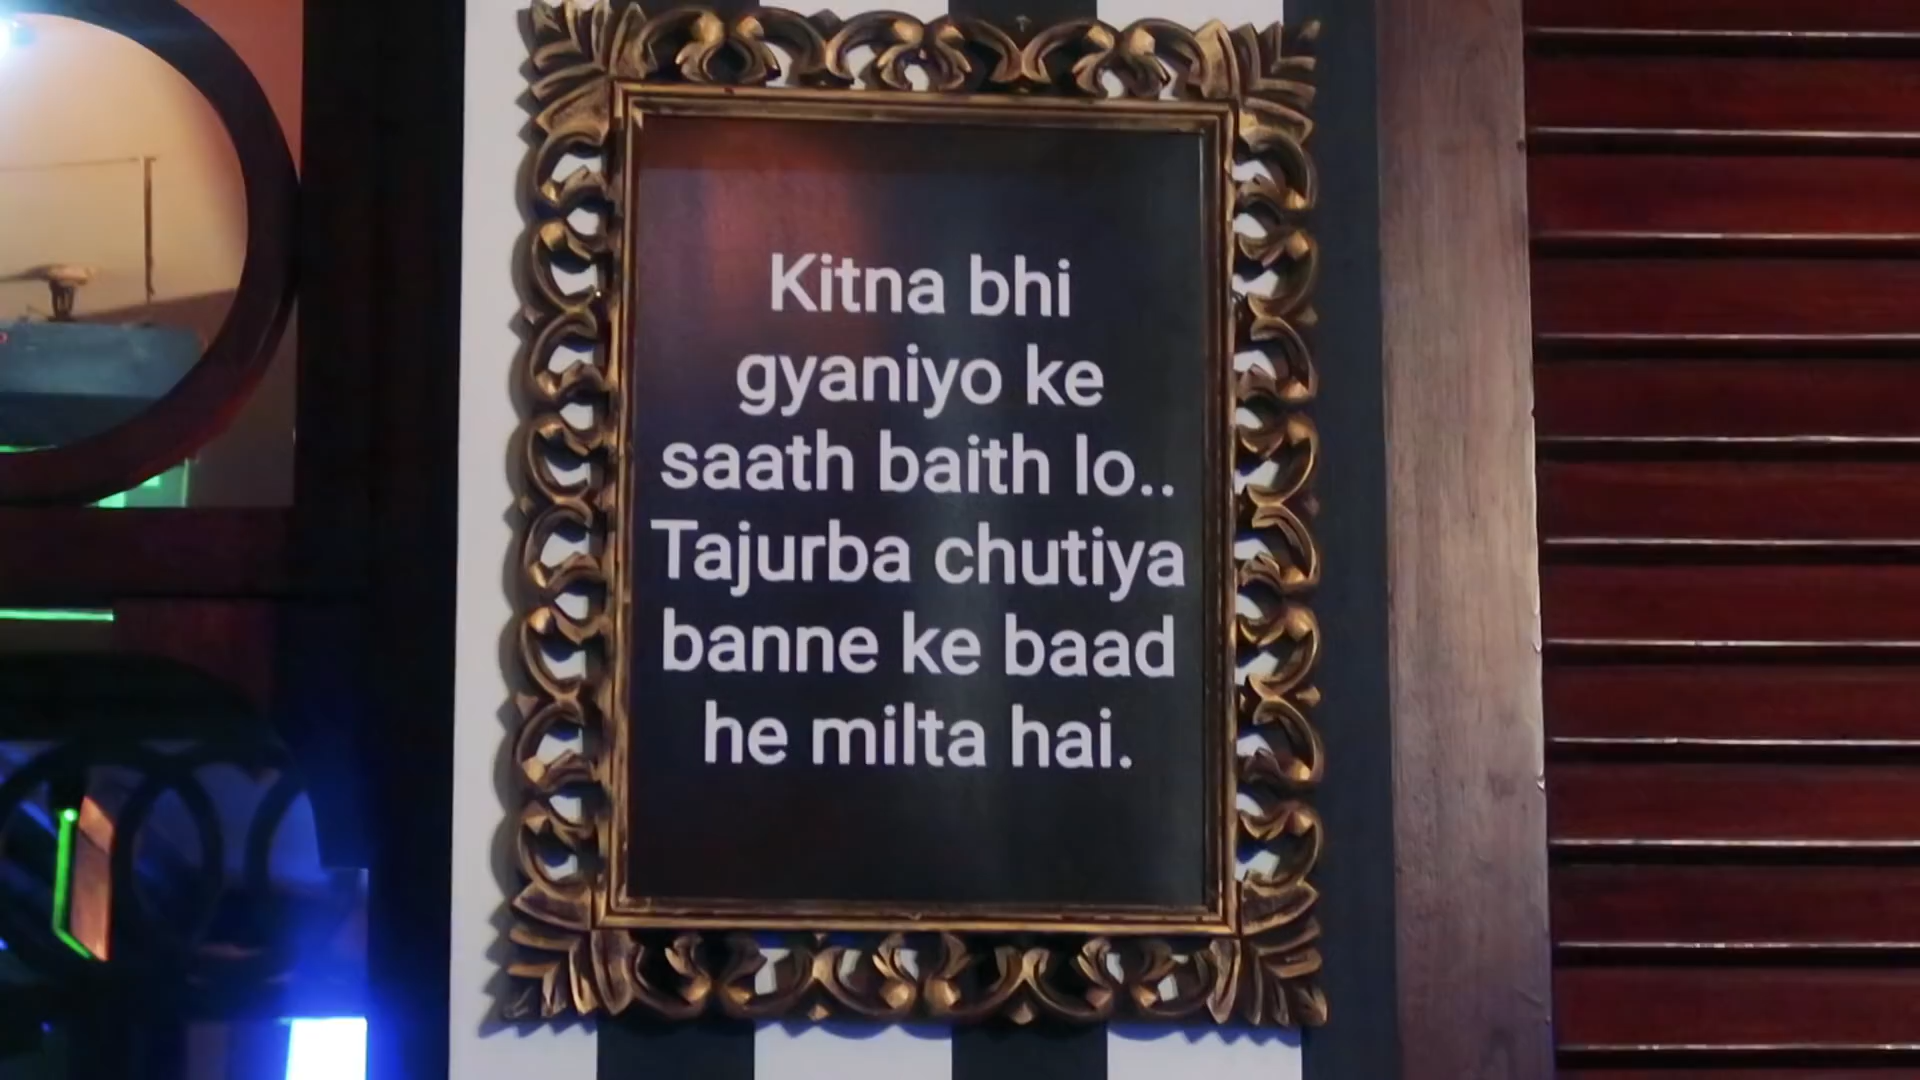 Kitna bhi
gyaniyo ke
saath baith lo..
Tajurba chutiya
banne ke baad
he milta hai.